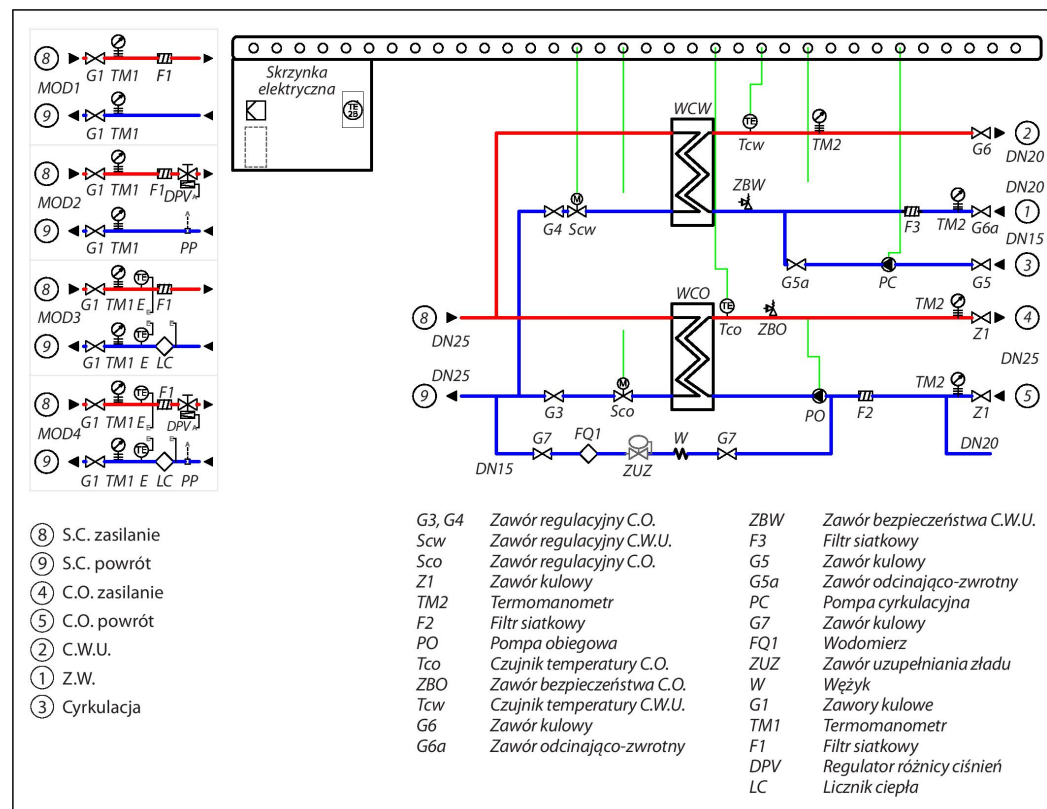 8
G1 TM1 F1
MOD1
9
G1 TM1
8
G1 TM1 F1 DPV
MOD2
A
9
G1 TM1 PP
8
TE
G1 TM1 E F1
MOD3
E
TE
E
9
G1 TM1 E LC
8
TE
F1
G1 TM1 E DPV
MOD4
E
TE
E
A
9
G1 TM1 E LC PP
Skrzynka
elektryczna
TE
2B
WCW
TE
Tcw
TM2
G6
2
DN20
M
G4
Scw
ZBW
F3
TM2
DN20
G6a
1
DN15
G5a
PC
G5
3
WCO
8
DN25
TE
Tco
ZBO
TM2
Z1
4
DN25
DN25
9
G3
M
Sco
PO
F2
TM2
Z1
5
DN15
G7
FQ1
ZUZ
W
G7
DN20
8 S.C. zasilanie
9 S.C. powrót
4 C.O. zasilanie
5 C.O. powrót
2 C.W.U.
1 Z.W.
3 Cyrkulacja
G3, G4 Zawór regulacyjny C.O.
Scw Zawór regulacyjny C.W.U.
Sco Zawór regulacyjny C.O.
Z1 Zawór kulowy
TM2 Termomanometr
F2 Filtr siatkowy
PO Pompa obiegowa
Tco Czujnik temperatury C.O.
ZBO Zawór bezpieczeństwa C.O.
Tcw Czujnik temperatury C.W.U.
G6 Zawór kulowy
G6a Zawór odcinająco-zwrotny
ZBW Zawór bezpieczeństwa C.W.U.
F3 Filtr siatkowy
G5 Zawór kulowy
G5a Zawór odcinająco-zwrotny
PC Pompa cyrkulacyjna
G7 Zawór kulowy
FQ1 Wodomierz
ZUZ Zawór uzupełniania zładu
W Wężyk
G1 Zawory kulowe
TM1 Termomanometr
F1 Filtr siatkowy
DPV Regulator różnicy ciśnień
LC Licznik ciepła